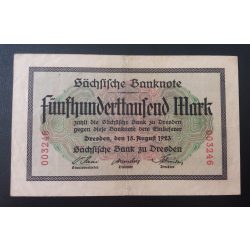 Sächsische Banknote
Fünfhunderttausend Mark
zahlt die Sächsische Bank zu Dresden
gegen diese Banknote dem Einlieferer
Dresden, den 15. August 1923.
Sächsische Bank zu Dresden
003246
003246